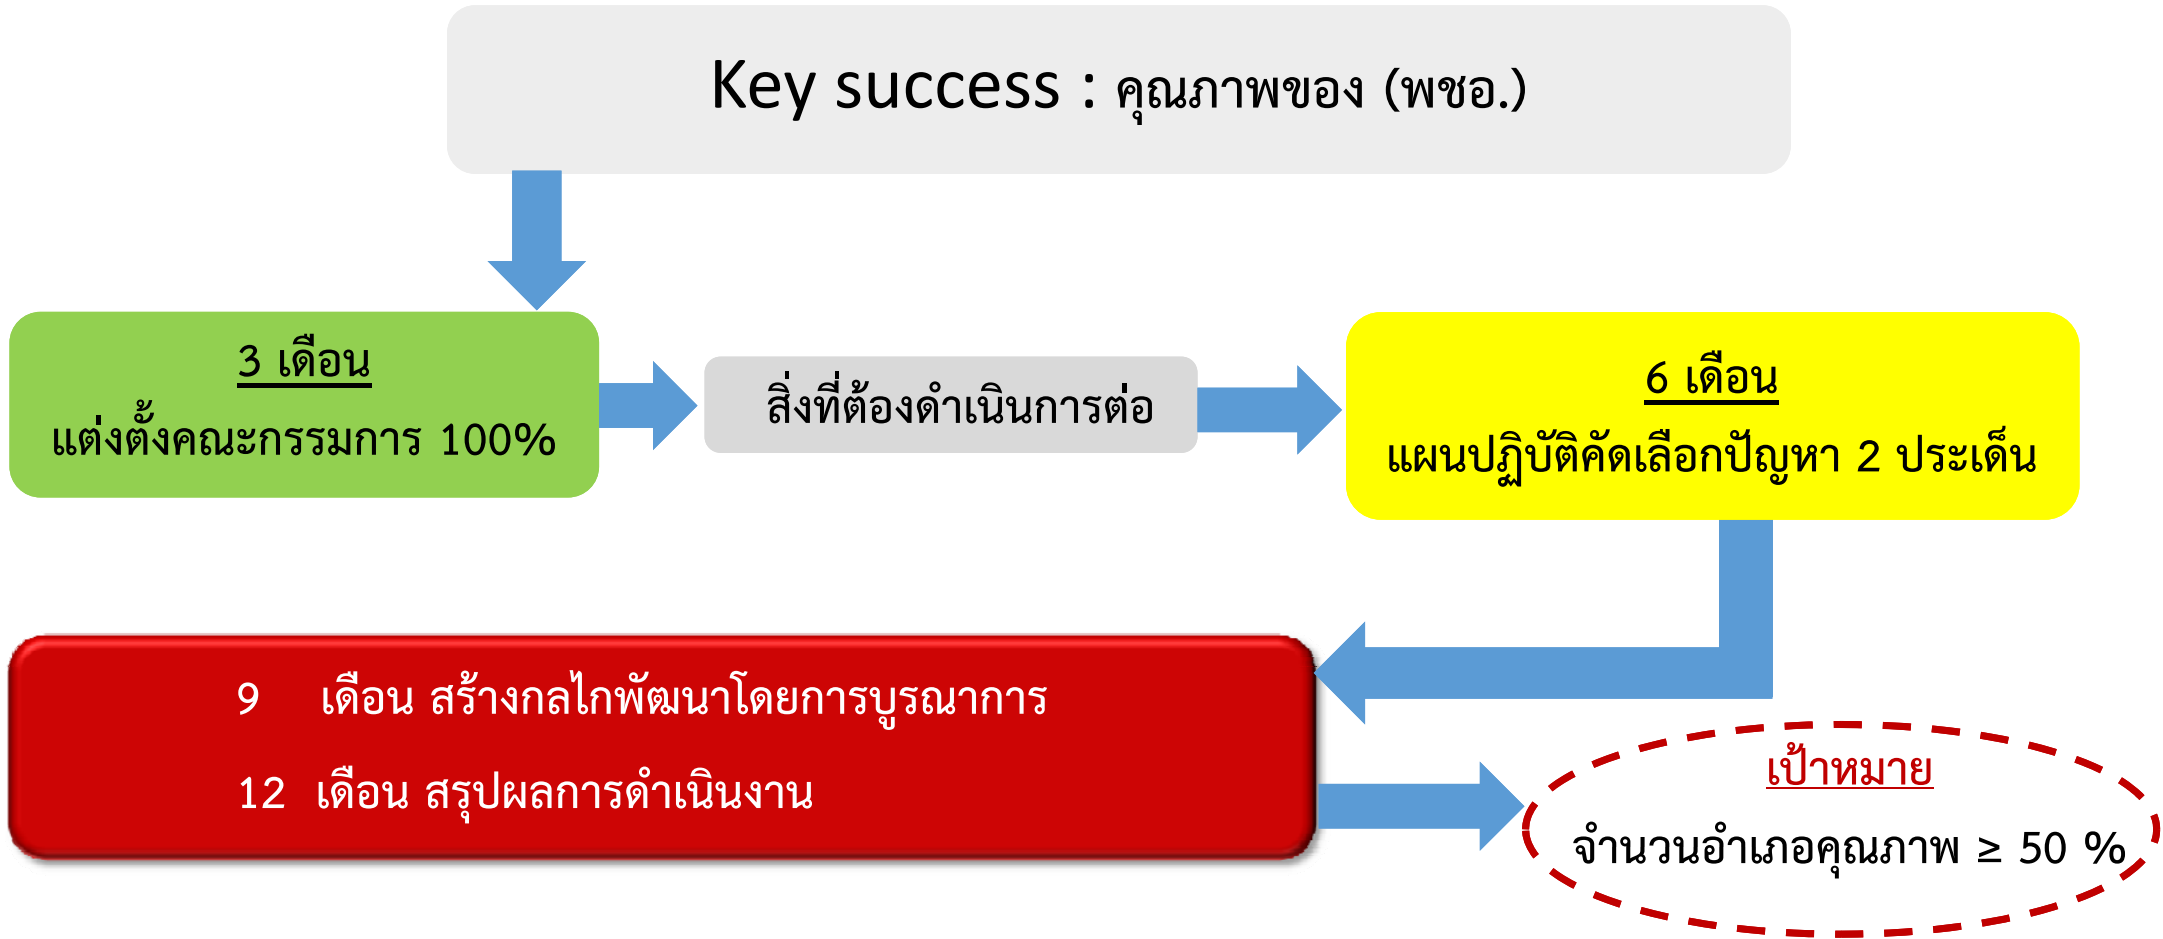 Key success : คุณภาพของ (พชอ.)
3 เดือน
แต่งตั้งคณะกรรมการ 100%
สิ่งที่ต้องดำเนินการต่อ
6 เดือน
แผนปฏิบัติคัดเลือกปัญหา 2 ประเด็น
9 เดือน สร้างกลไกพัฒนาโดยการบูรณาการ
12 เดือน สรุปผลการดำเนินงาน
เป้าหมาย
จำนวนอำเภอคุณภาพ ≥ 50 %